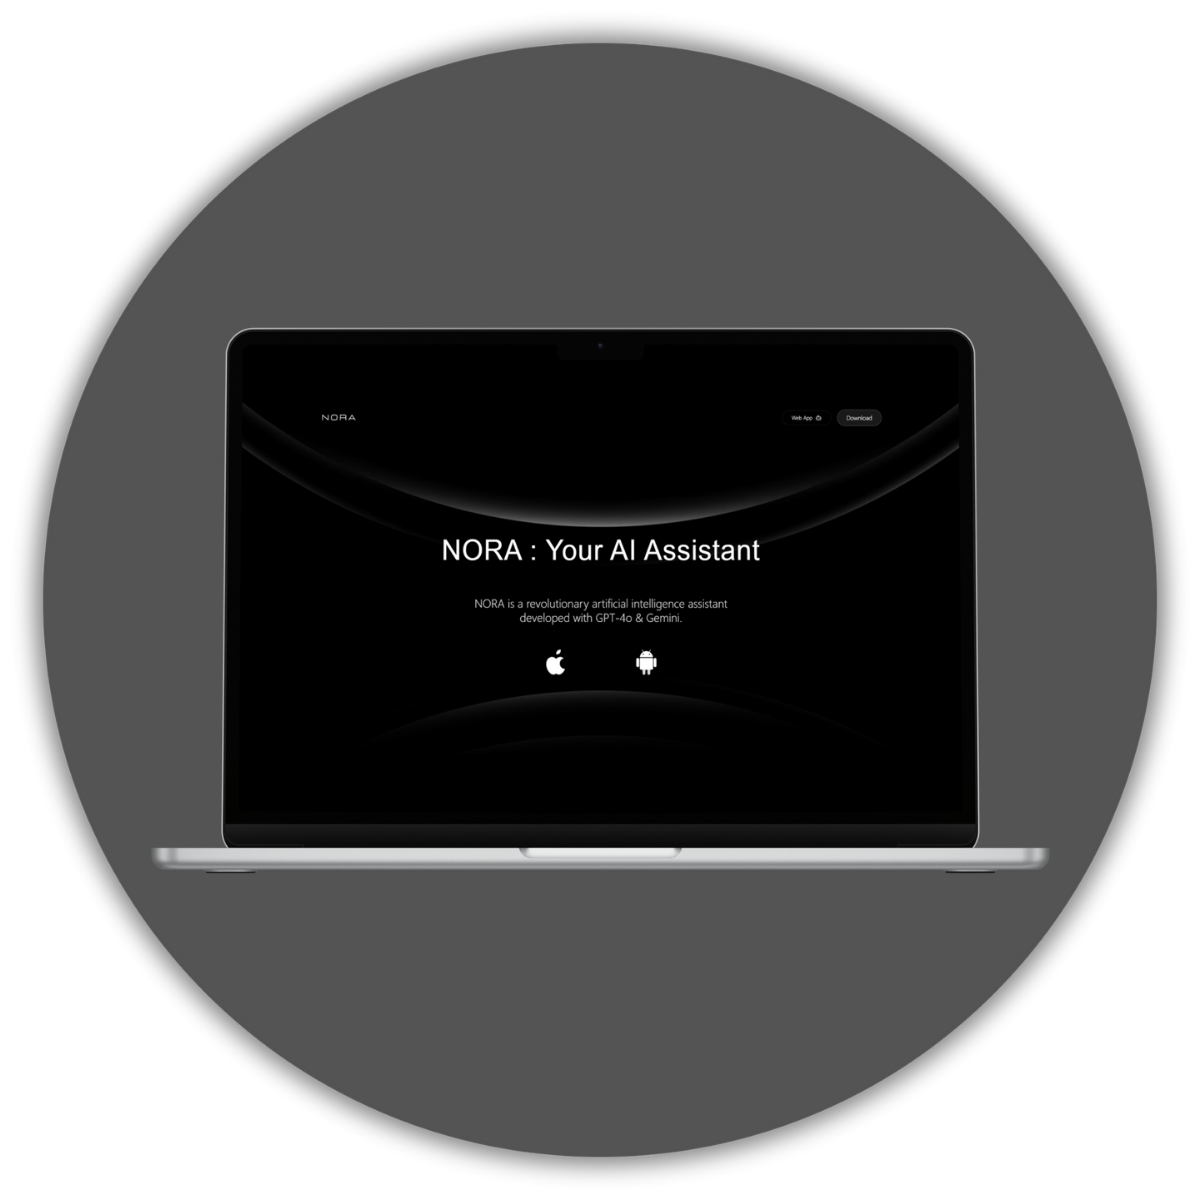 NORA
Web App
Download
NORA : Your AI Assistant
NORA is a revolutionary artificial intelligence assistant
developed with GPT-4o & Gemini.